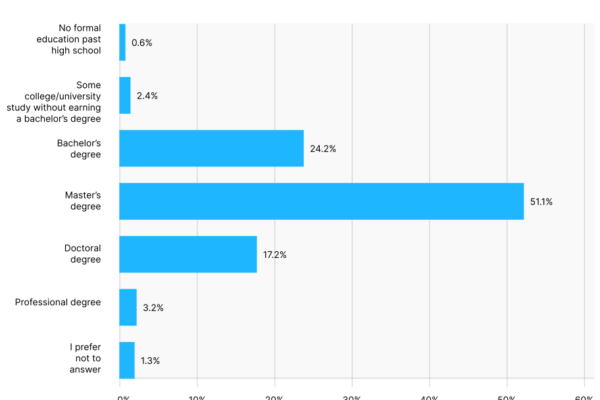 No formal
education past
high school
0.6%
Some
college/university
study without earning
a bachelor's degree
2.4%
Bachelor's
degree
24.2%
Master's
degree
51.1%
Doctoral
degree
17.2%
Professional degree
3.2%
I prefer
not to
answer
1.3%
0% 10% 20% 30% 40% 50% 60%